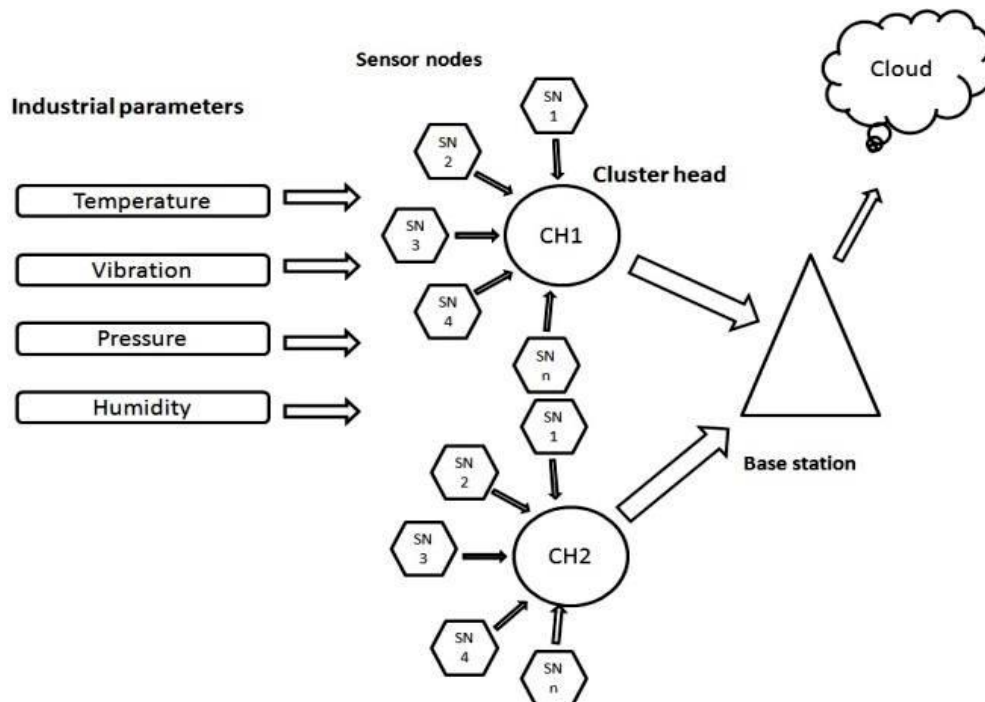 Sensor nodes
Cloud
Industrial parameters
SN
1
SN
2
Cluster head
Temperature
SN
3
CH1
Vibration
SN
4
Pressure
SN
n
Humidity
SN
1
Base station
SN
2
SN
3
CH2
SN
4
SN
n